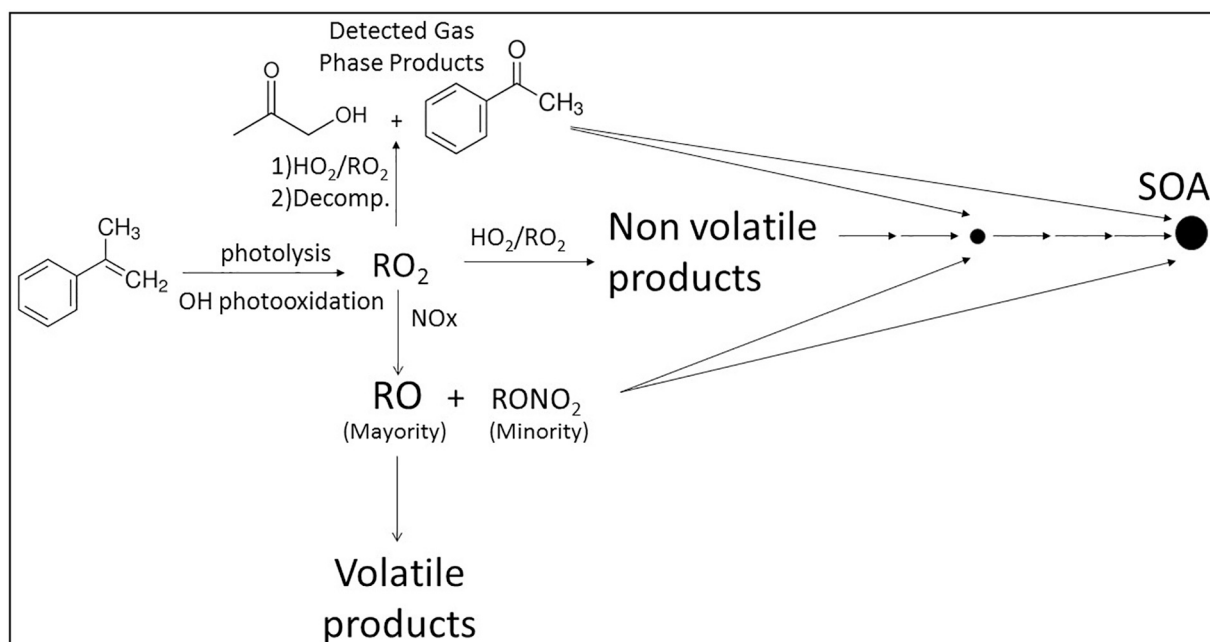 Detected Gas
Phase Products
O
OH
+
O
CH3
1)HO2/RO2
2)Decomp.
SOA
CH3
CH2
photolysis
OH photooxidation
RO2
HO2/RO2
Non volatile
products
NOx
RO + RONO2
(Mayority) (Minority)
Volatile
products